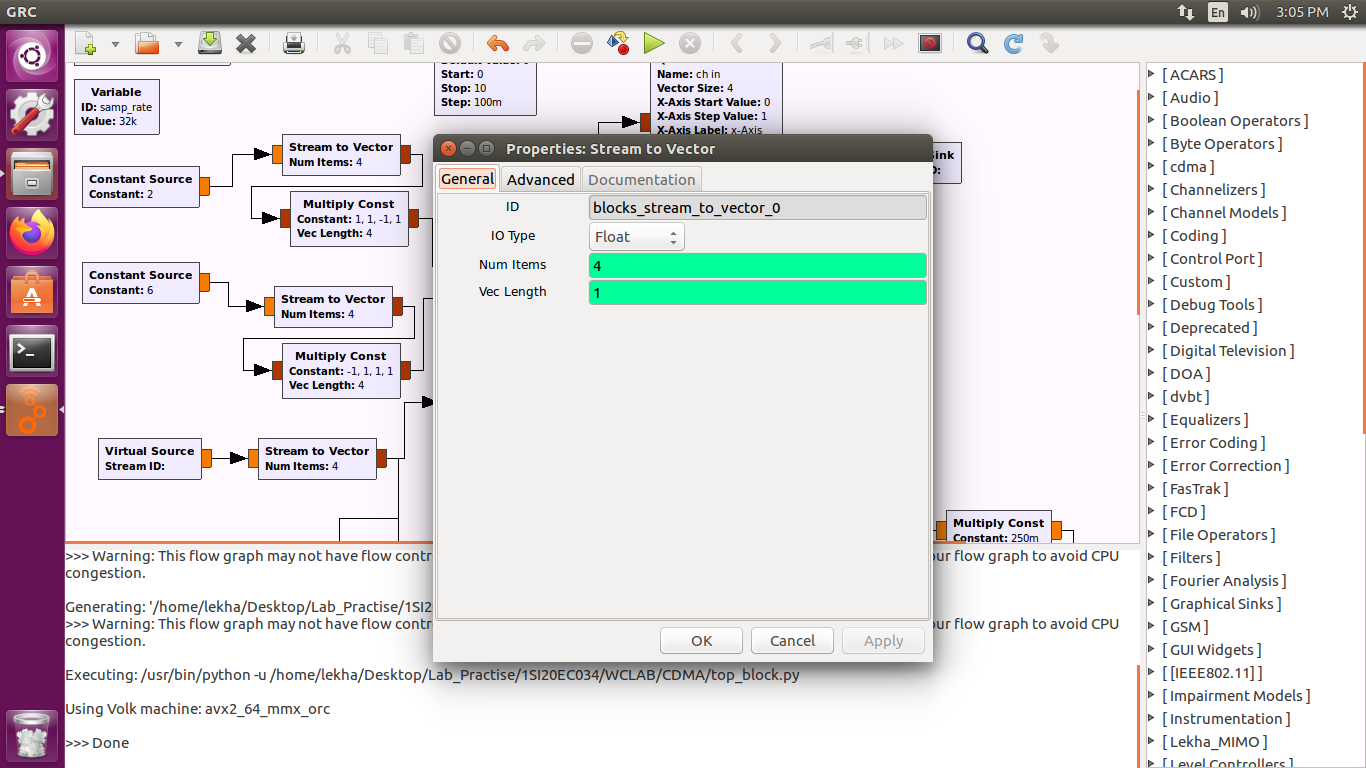 GRC
En
3:05 PM
Variable
ID: samp_rate
Value: 32k
Start: 0
Stop: 10
Step: 100m
Name: ch in
Vector Size: 4
X-Axis Start Value: 0
X-Axis Step Value: 1
X-Axis Label: x-Axis
Stream to Vector
Num Items: 4
Constant Source
Constant: 2
Multiply Const
Constant: 1, 1, -1, 1
Vec Length: 4
Constant Source
Constant: 6
Stream to Vector
Num Items: 4
Multiply Const
Constant: -1, 1, 1, 1
Vec Length: 4
Virtual Source
Stream ID:
Stream to Vector
Num Items: 4
Multiply Const
Constant: 250m
Properties: Stream to Vector
General Advanced Documentation
ID blocks_stream_to_vector_0
IO Type Float
Num Items 4
Vec Length 1
OK Cancel Apply
>>> Warning: This flow graph may not have flow contr
our flow graph to avoid CPU
congestion.
Generating: '/home/lekha/Desktop/Lab_Practise/1SI2
>>> Warning: This flow graph may not have flow contr
our flow graph to avoid CPU
congestion.
Executing: /usr/bin/python -u /home/lekha/Desktop/Lab_Practise/1SI20EC034/WCLAB/CDMA/top_block.py
Using Volk machine: avx2_64_mmx_orc
>>> Done
[ ACARS ]
[ Audio ]
[ Boolean Operators ]
[ Byte Operators ]
[ cdma ]
[ Channelizers ]
[ Channel Models ]
[ Coding ]
[ Control Port ]
[ Custom ]
[ Debug Tools ]
[ Deprecated ]
[ Digital Television ]
[ DOA ]
[ dvbt ]
[ Equalizers ]
[ Error Coding ]
[ Error Correction ]
[ FasTrak ]
[ FCD ]
[ File Operators ]
[ Filters ]
[ Fourier Analysis ]
[ Graphical Sinks ]
[ GSM ]
[ GUI Widgets ]
[ [IEEE802.11] ]
[ Impairment Models ]
[ Instrumentation ]
[ Lekha_MIMO ]
[ Level Controllers ]